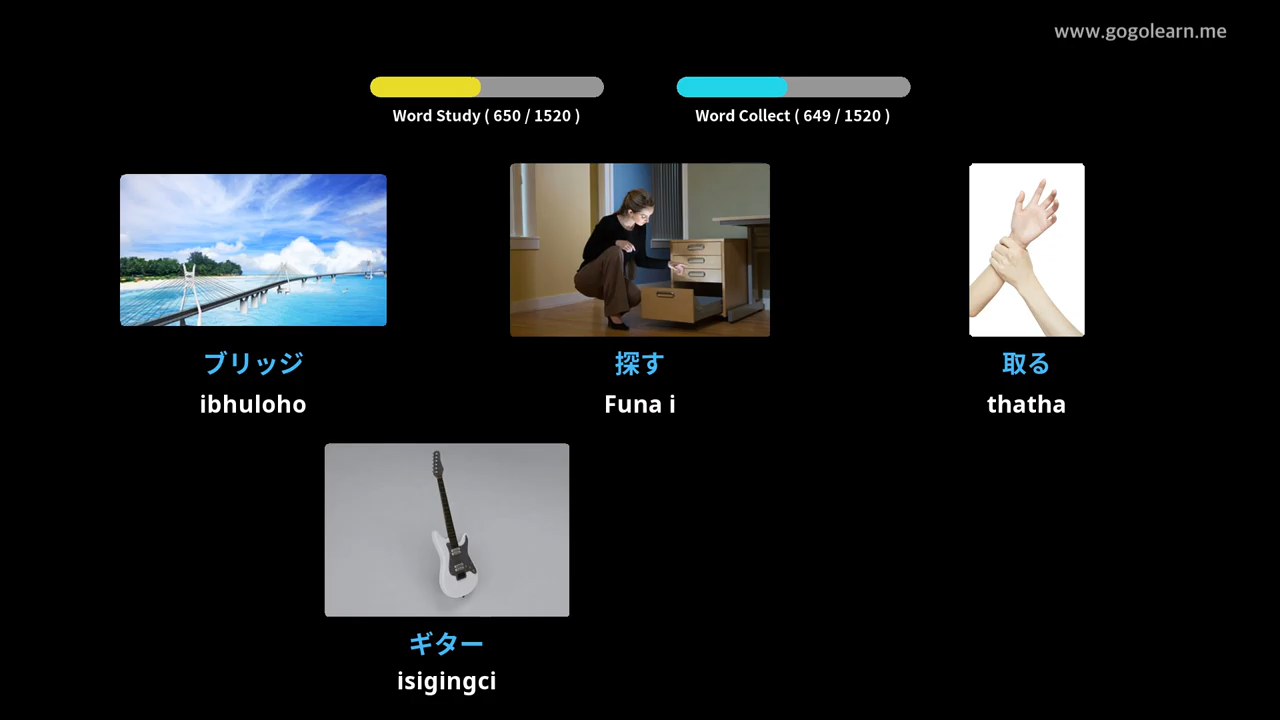 www.gogolearn.me
Word Study ( 650 / 1520 )
Word Collect ( 649 / 1520 )
ブリッジ
ibhuloho
探す
Funa i
取る
thatha
ギター
isigingci